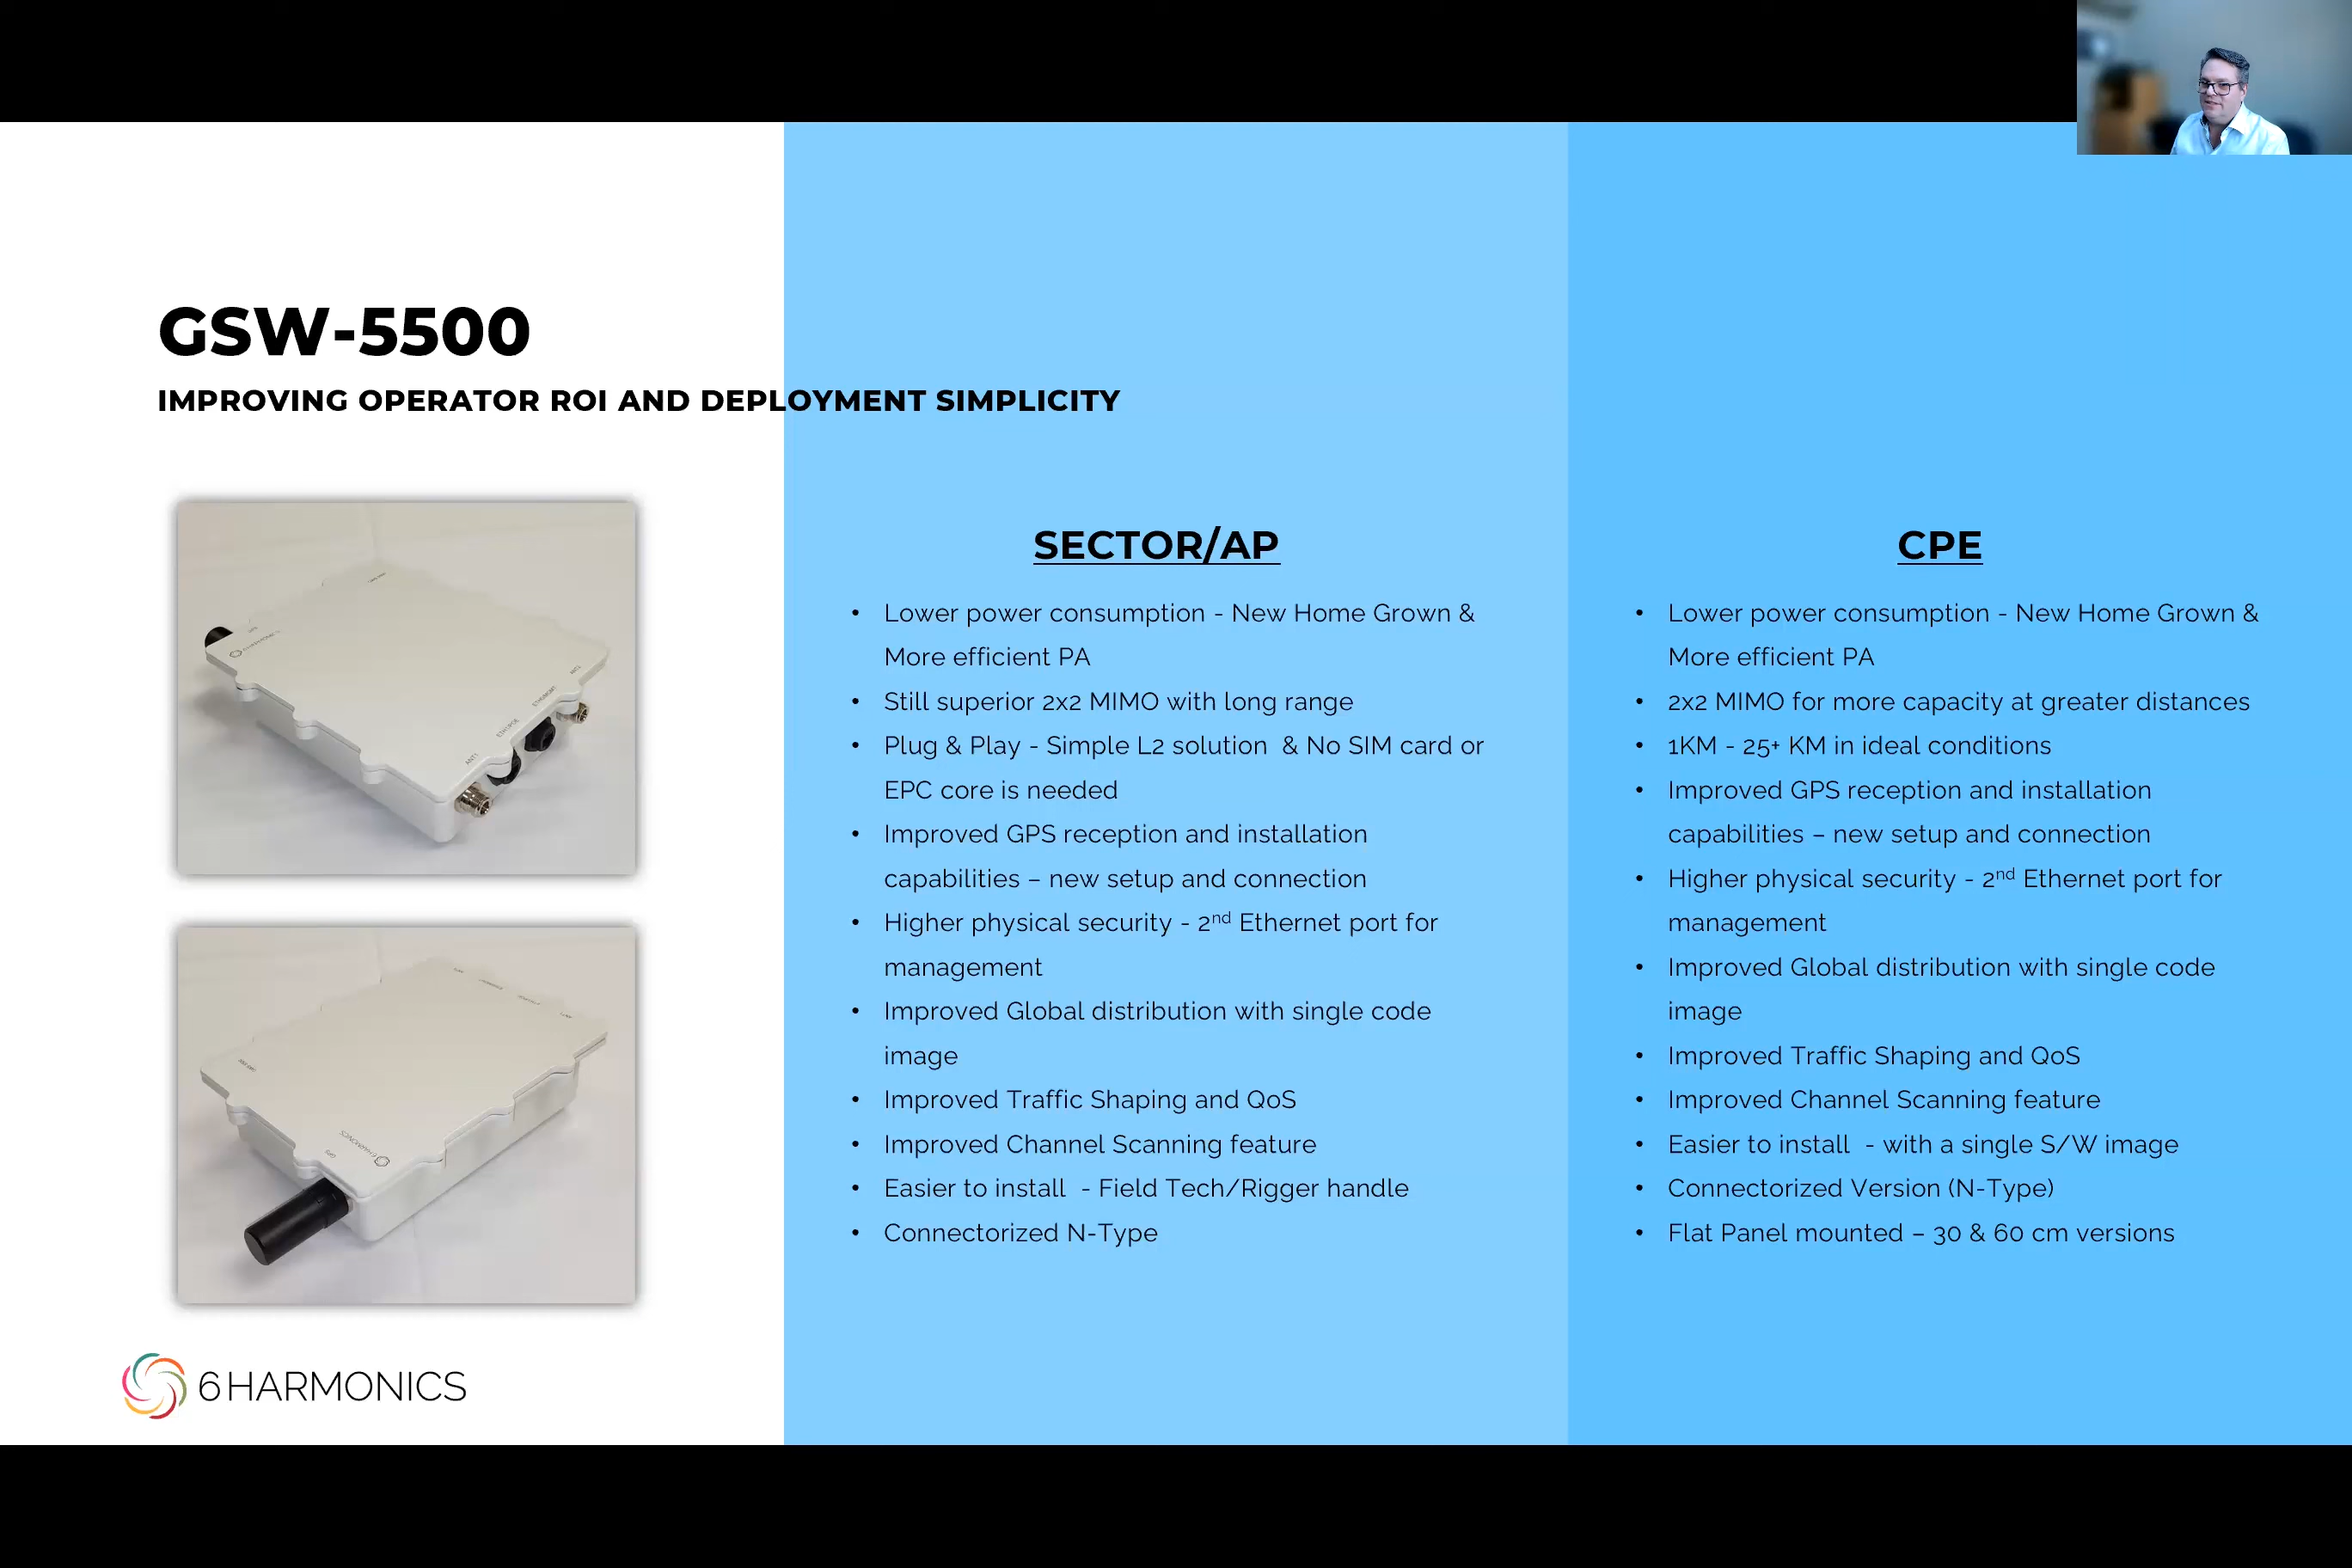 GSW-5500
IMPROVING OPERATOR ROI AND DEPLOYMENT SIMPLICITY
SECTOR/AP
• Lower power consumption - New Home Grown &
More efficient PA
• Still superior 2x2 MIMO with long range
• Plug & Play - Simple L2 solution & No SIM card or
EPC core is needed
• Improved GPS reception and installation
capabilities – new setup and connection
• Higher physical security - 2nd Ethernet port for
management
• Improved Global distribution with single code
image
• Improved Traffic Shaping and QoS
• Improved Channel Scanning feature
• Easier to install - Field Tech/Rigger handle
• Connectorized N-Type
CPE
• Lower power consumption - New Home Grown &
More efficient PA
• 2x2 MIMO for more capacity at greater distances
• 1KM - 25+ KM in ideal conditions
• Improved GPS reception and installation
capabilities – new setup and connection
• Higher physical security - 2nd Ethernet port for
management
• Improved Global distribution with single code
image
• Improved Traffic Shaping and QoS
• Improved Channel Scanning feature
• Easier to install - with a single S/W image
• Connectorized Version (N-Type)
• Flat Panel mounted – 30 & 60 cm versions
ANT1
ANT2
GPS
6HARMONICS
6HARMONICS